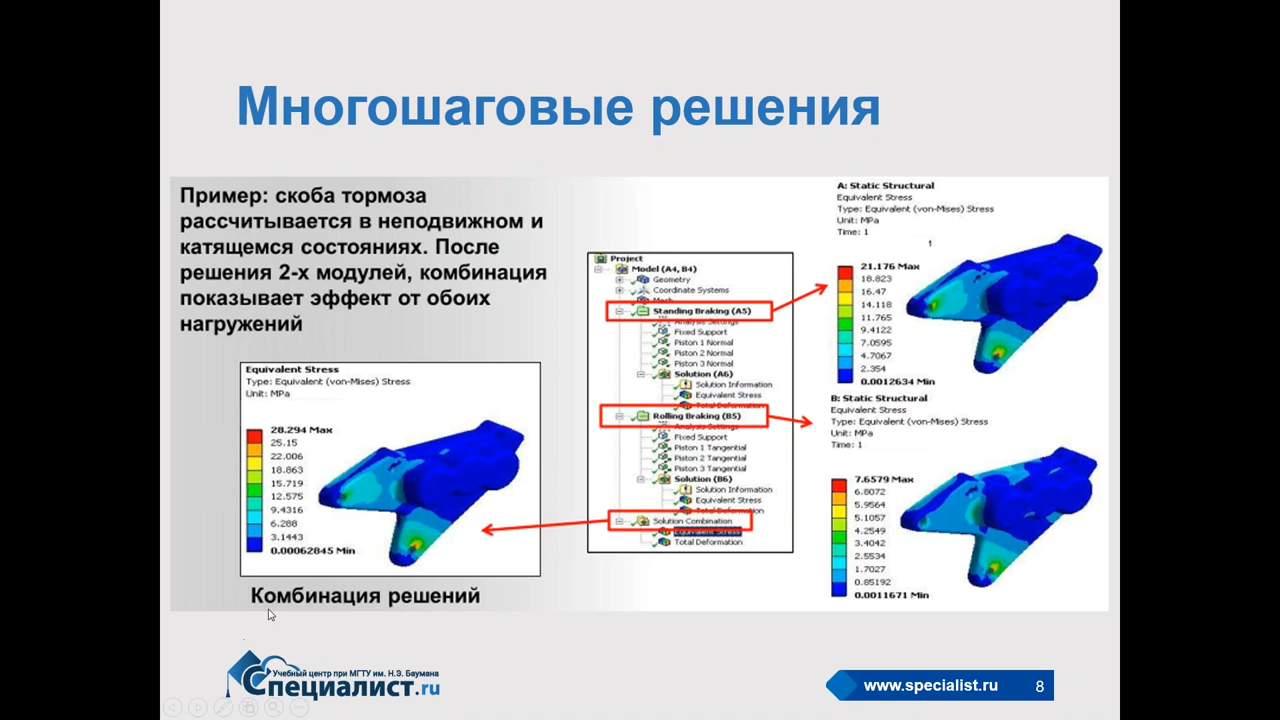 Многошаговые решения
Пример: скоба тормоза
рассчитывается в неподвижном и
катящемся состояниях. После
решения 2-х модулей, комбинация
показывает эффект от обоих
нагружений
Equivalent Stress
Type: Equivalent (von-Mises) Stress
Unit: MPa
28.294 Max
25.15
22.006
18.863
15.719
12.575
9.4316
6.288
3.1443
0.00062845 Min
Комбинация решений
Project
Model (A4, B4)
Geometry
Coordinate Systems
Mesh
Standing Braking (A5)
Analysis Settings
Fixed Support
Piston 1 Normal
Piston 2 Normal
Piston 3 Normal
Solution (A6)
Solution Information
Equivalent Stress
Total Deformation
Rolling Braking (B5)
Analysis Settings
Fixed Support
Piston 1 Tangential
Piston 2 Tangential
Piston 3 Tangential
Solution (B6)
Solution Information
Equivalent Stress
Total Deformation
Solution Combination
Equivalent Stress
Total Deformation
A: Static Structural
Equivalent Stress
Type: Equivalent (von-Mises) Stress
Unit: MPa
Time: 1
21.176 Max
18.823
16.47
14.118
11.765
9.4122
7.0595
4.7067
2.354
0.0012634 Min
B: Static Structural
Equivalent Stress
Type: Equivalent (von-Mises) Stress
Unit: MPa
Time: 1
7.6579 Max
6.8072
5.9564
5.1057
4.2549
3.4042
2.5534
1.7027
0.85192
0.0011671 Min
Учебный центр при МГТУ им. Н.Э. Баумана
Специалист.ru
www.specialist.ru
8